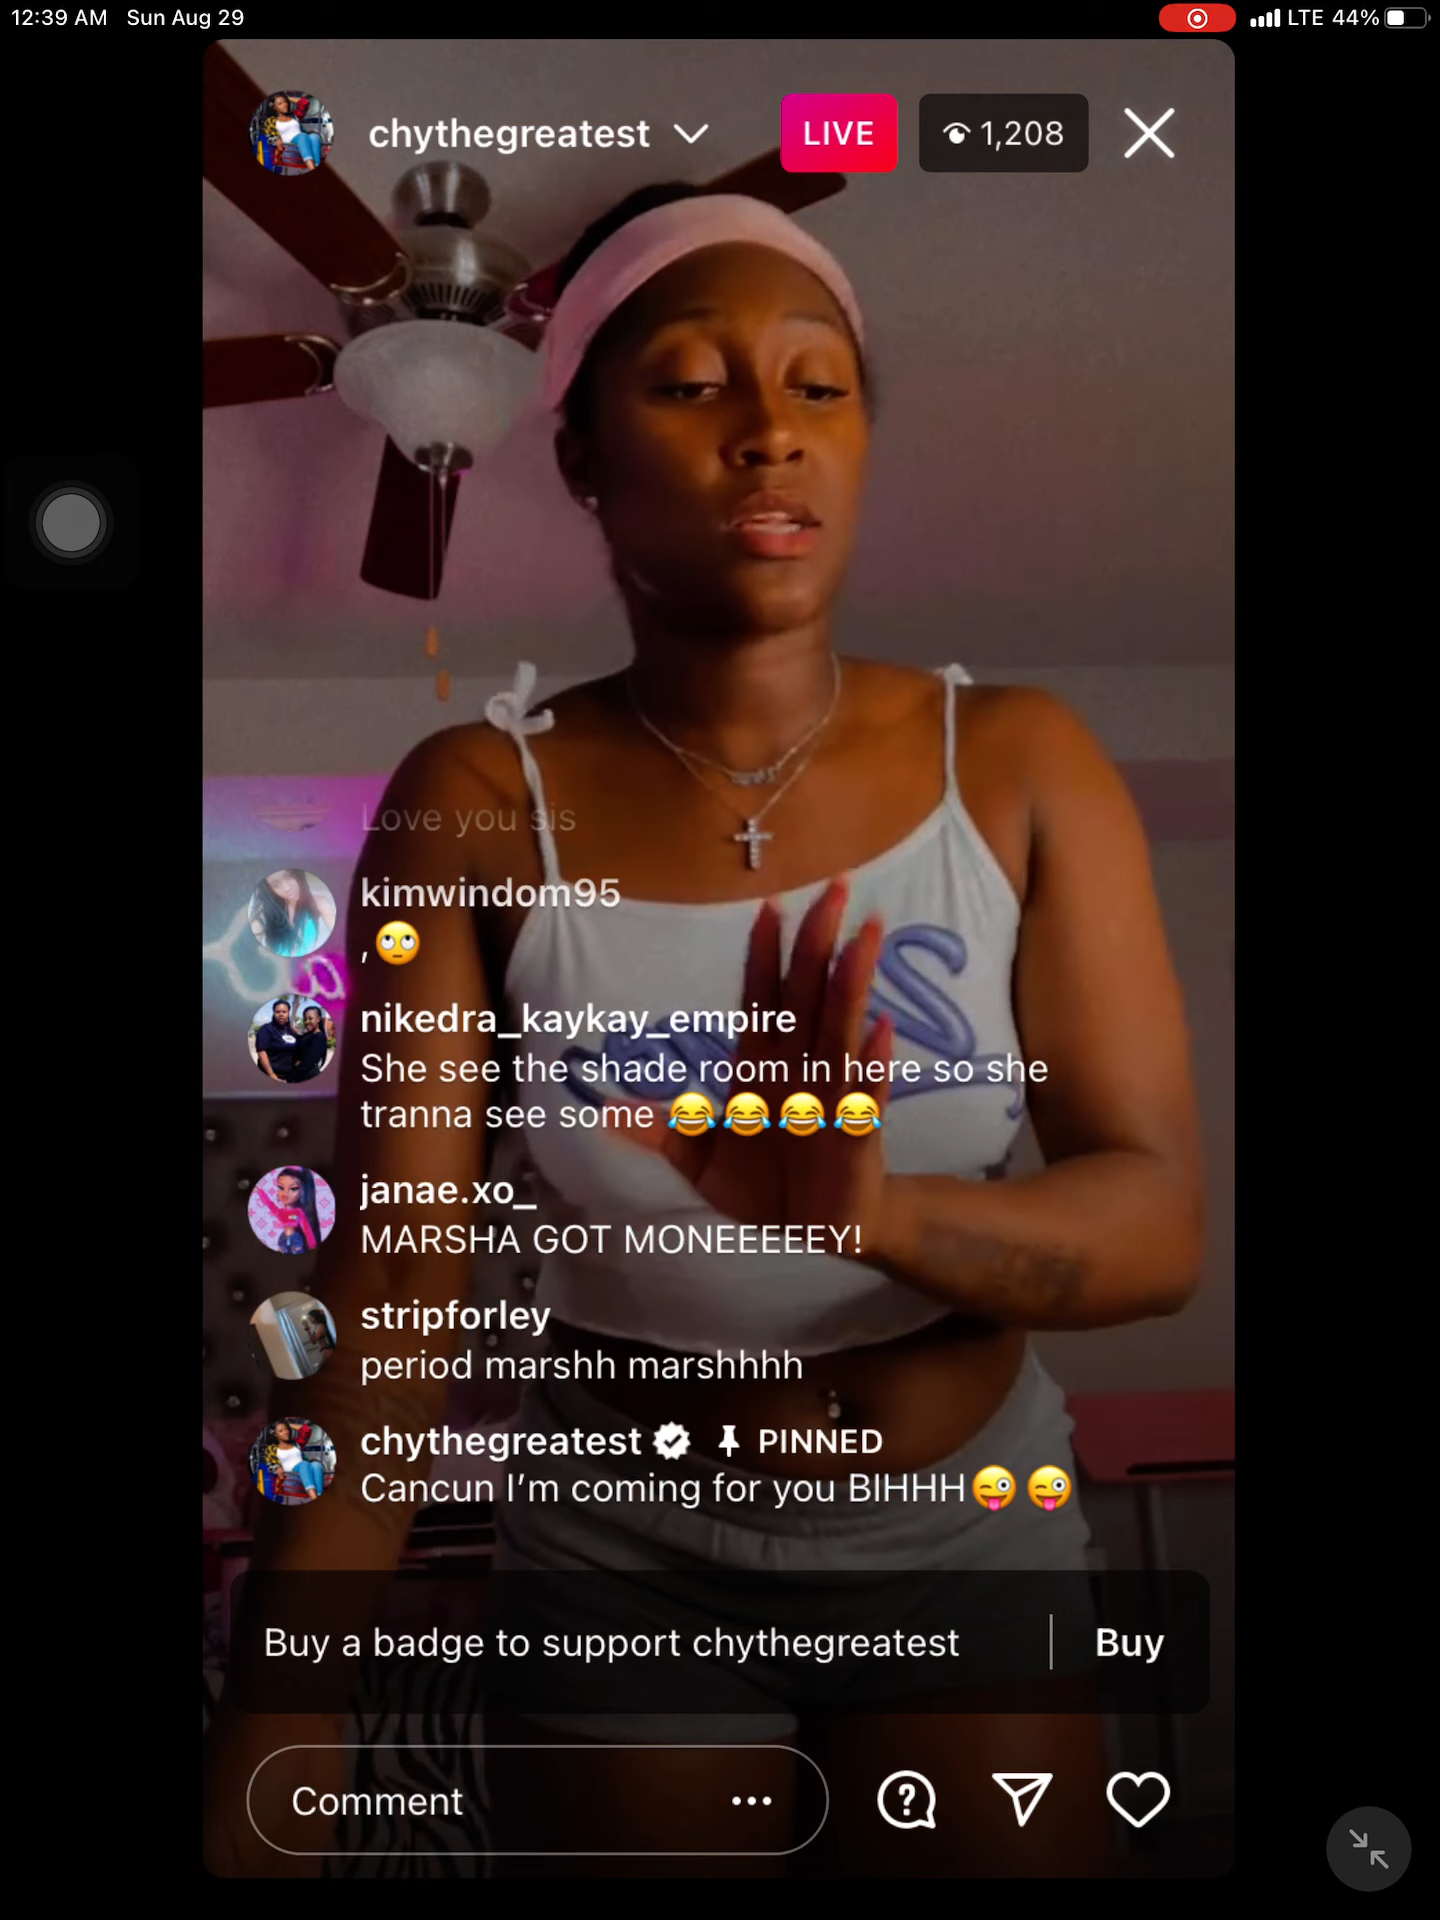 12:39 AM Sun Aug 29
LTE 44%
chythegreatest
LIVE
1,208
Love you sis
kimwindom95
,🙄
nikedra_kaykay_empire
She see the shade room in here so she
tranna see some 😂😂😂😂
janae.xo_
MARSHA GOT MONEEEEEY!
stripforley
period marshh marshhhh
chythegreatest PINNED
Cancun I’m coming for you BIHHH😜😜
Buy a badge to support chythegreatest | Buy
Comment